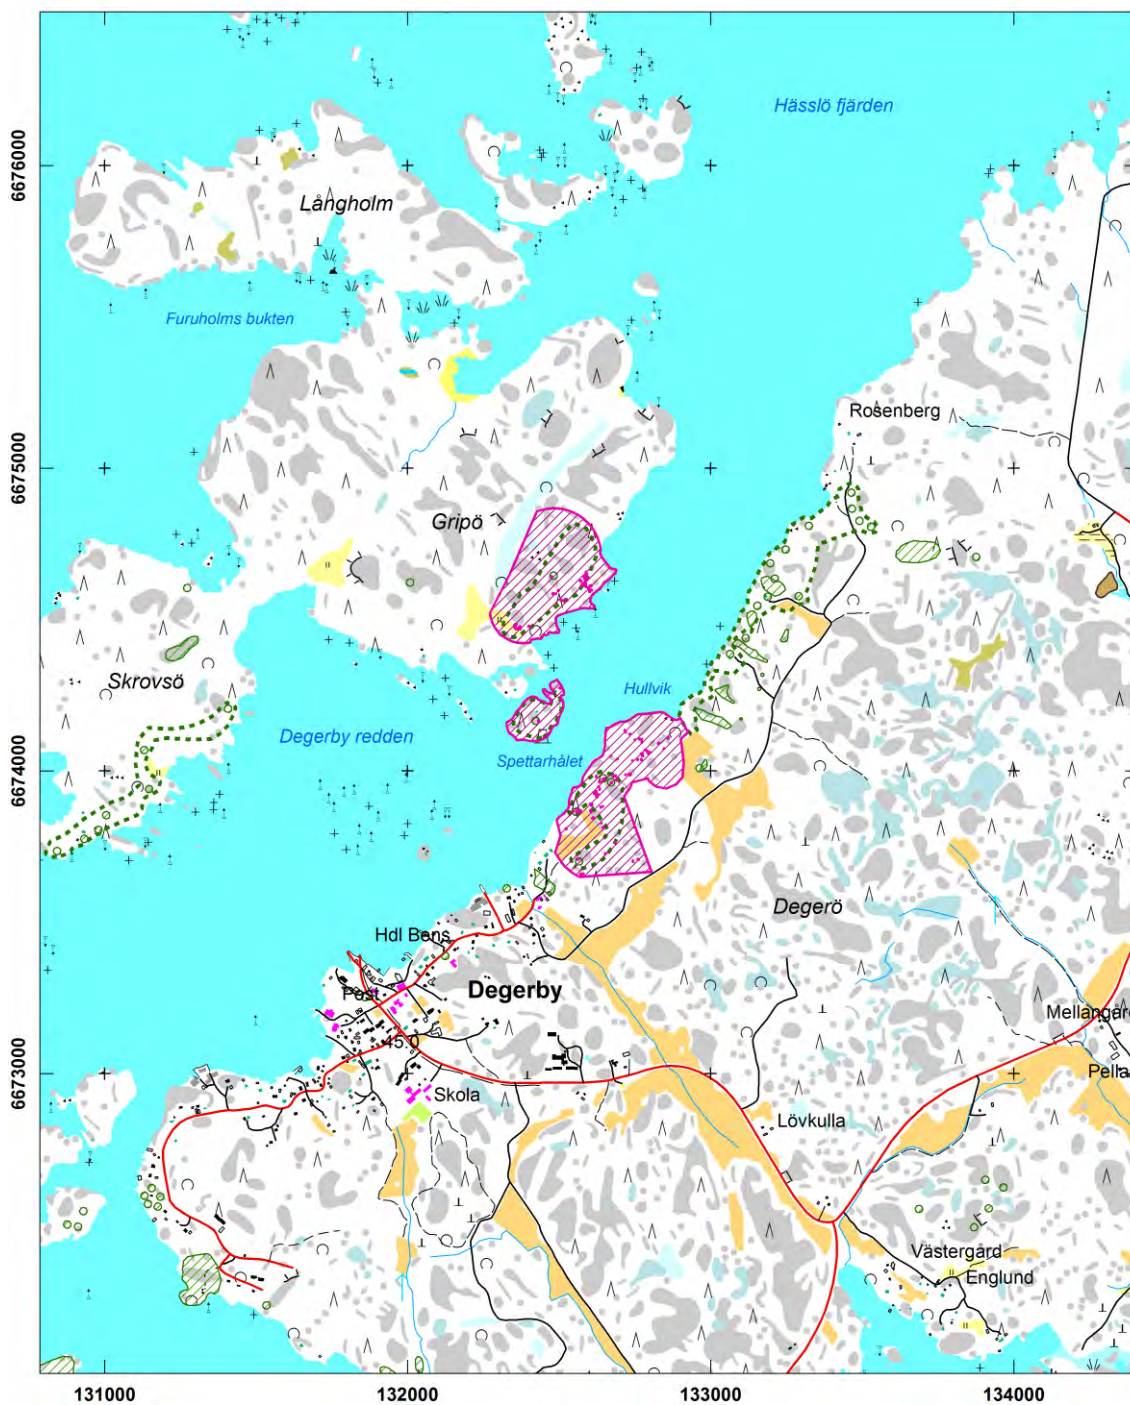 Hässlö fjärden
6676000
Långholm
Furuholms bukten
Rosenberg
6675000
Gripö
Skrovsö
Hullvik
Degerby redden
Spettarhålet
6674000
Degerö
Hdl Bens
Degerby
Post
Mellangård
45.0
6673000
Pella
Skola
Lövkulla
Västergård
Englund
131000
132000
133000
134000